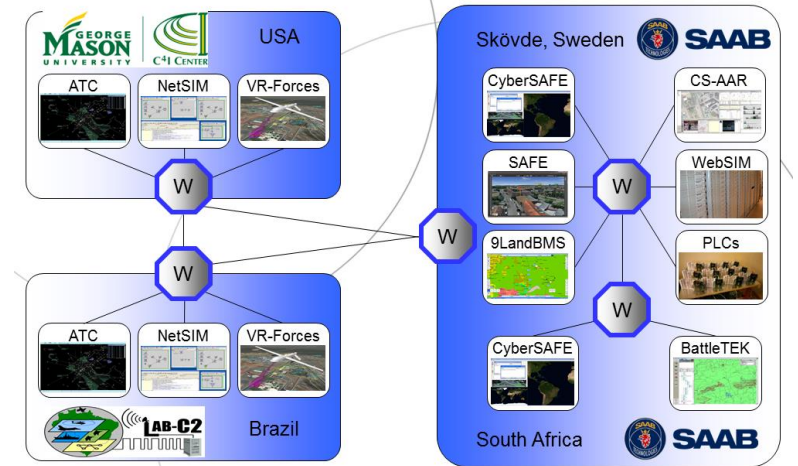 GEORGE
MASON
UNIVERSITY
C4I CENTER
USA
ATC
NetSIM
VR-Forces
W
W
ATC
NetSIM
VR-Forces
LAB-C2
Brazil
W
Skövde, Sweden
SAAB
CyberSAFE
CS-AAR
SAFE
W
WebSIM
9LandBMS
PLCs
W
CyberSAFE
BattleTEK
South Africa
SAAB